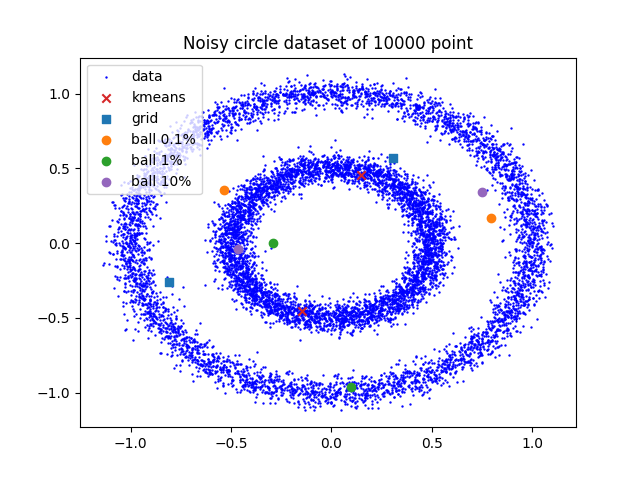 Noisy circle dataset of 10000 point
data
kmeans
grid
ball 0.1%
ball 1%
ball 10%
1.0
0.5
0.0
−0.5
−1.0
−1.0 −0.5 0.0 0.5 1.0